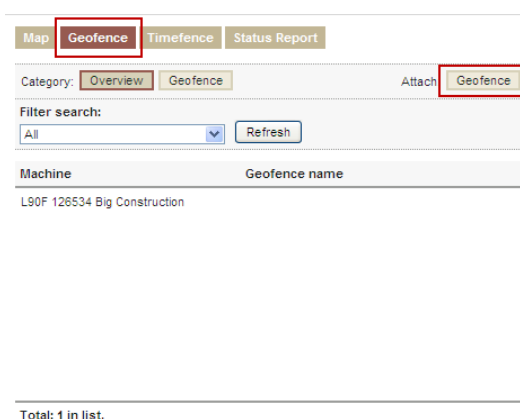 Map Geofence Timefence Status Report
Category: Overview Geofence Attach Geofence
Filter search:
All Refresh
Machine Geofence name
L90F 126534 Big Construction
Total: 1 in list.